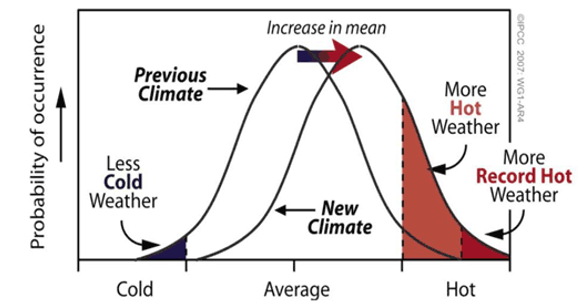 Increase in mean
Previous
Climate
More
Hot
Weather
Less
Cold
Weather
More
Record Hot
Weather
New
Climate
Probability of occurrence
Cold
Average
Hot
©IPCC 2007: WG1-AR4